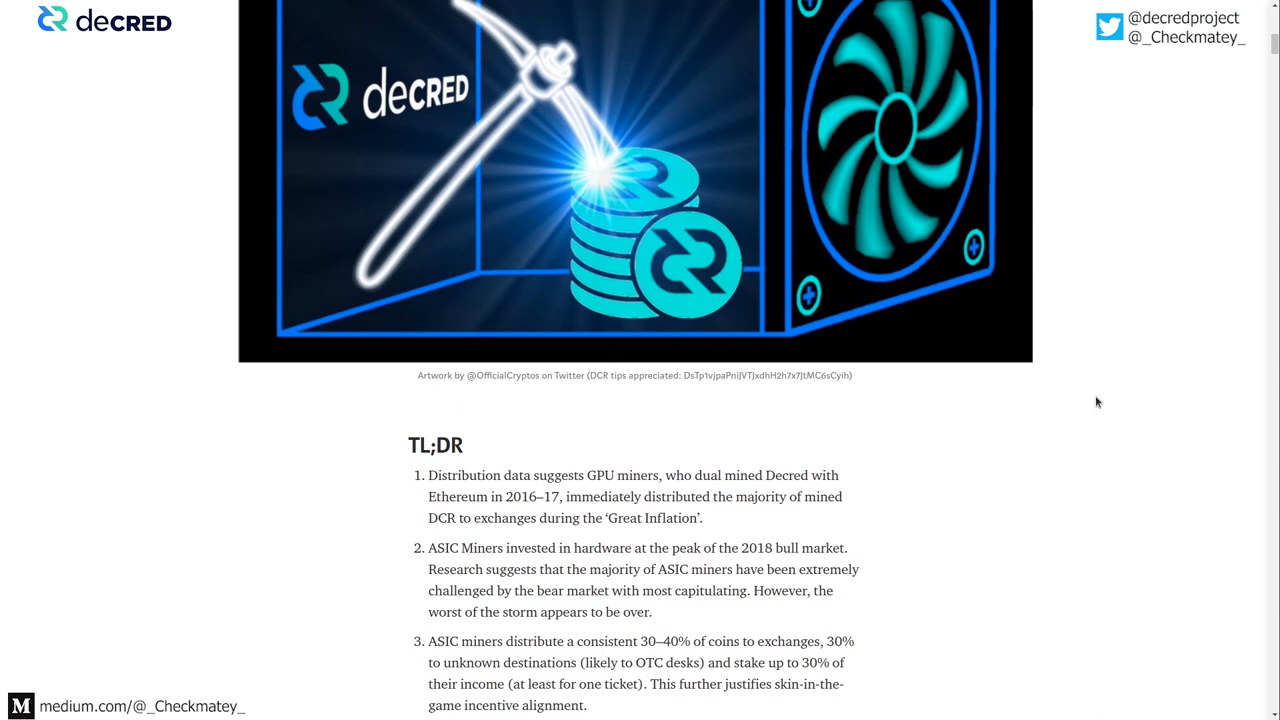 decRED
@decredproject
@_Checkmatey_
decRED
Artwork by @OfficialCryptos on Twitter (DCR tips appreciated: DsTp1vjpaPniJVTJxdhH2h7x7JtMC6sCyih)
TL;DR
1. Distribution data suggests GPU miners, who dual mined Decred with
Ethereum in 2016–17, immediately distributed the majority of mined
DCR to exchanges during the ‘Great Inflation’.
2. ASIC Miners invested in hardware at the peak of the 2018 bull market.
Research suggests that the majority of ASIC miners have been extremely
challenged by the bear market with most capitulating. However, the
worst of the storm appears to be over.
3. ASIC miners distribute a consistent 30–40% of coins to exchanges, 30%
to unknown destinations (likely to OTC desks) and stake up to 30% of
their income (at least for one ticket). This further justifies skin-in-the-
game incentive alignment.
M medium.com/@_Checkmatey_